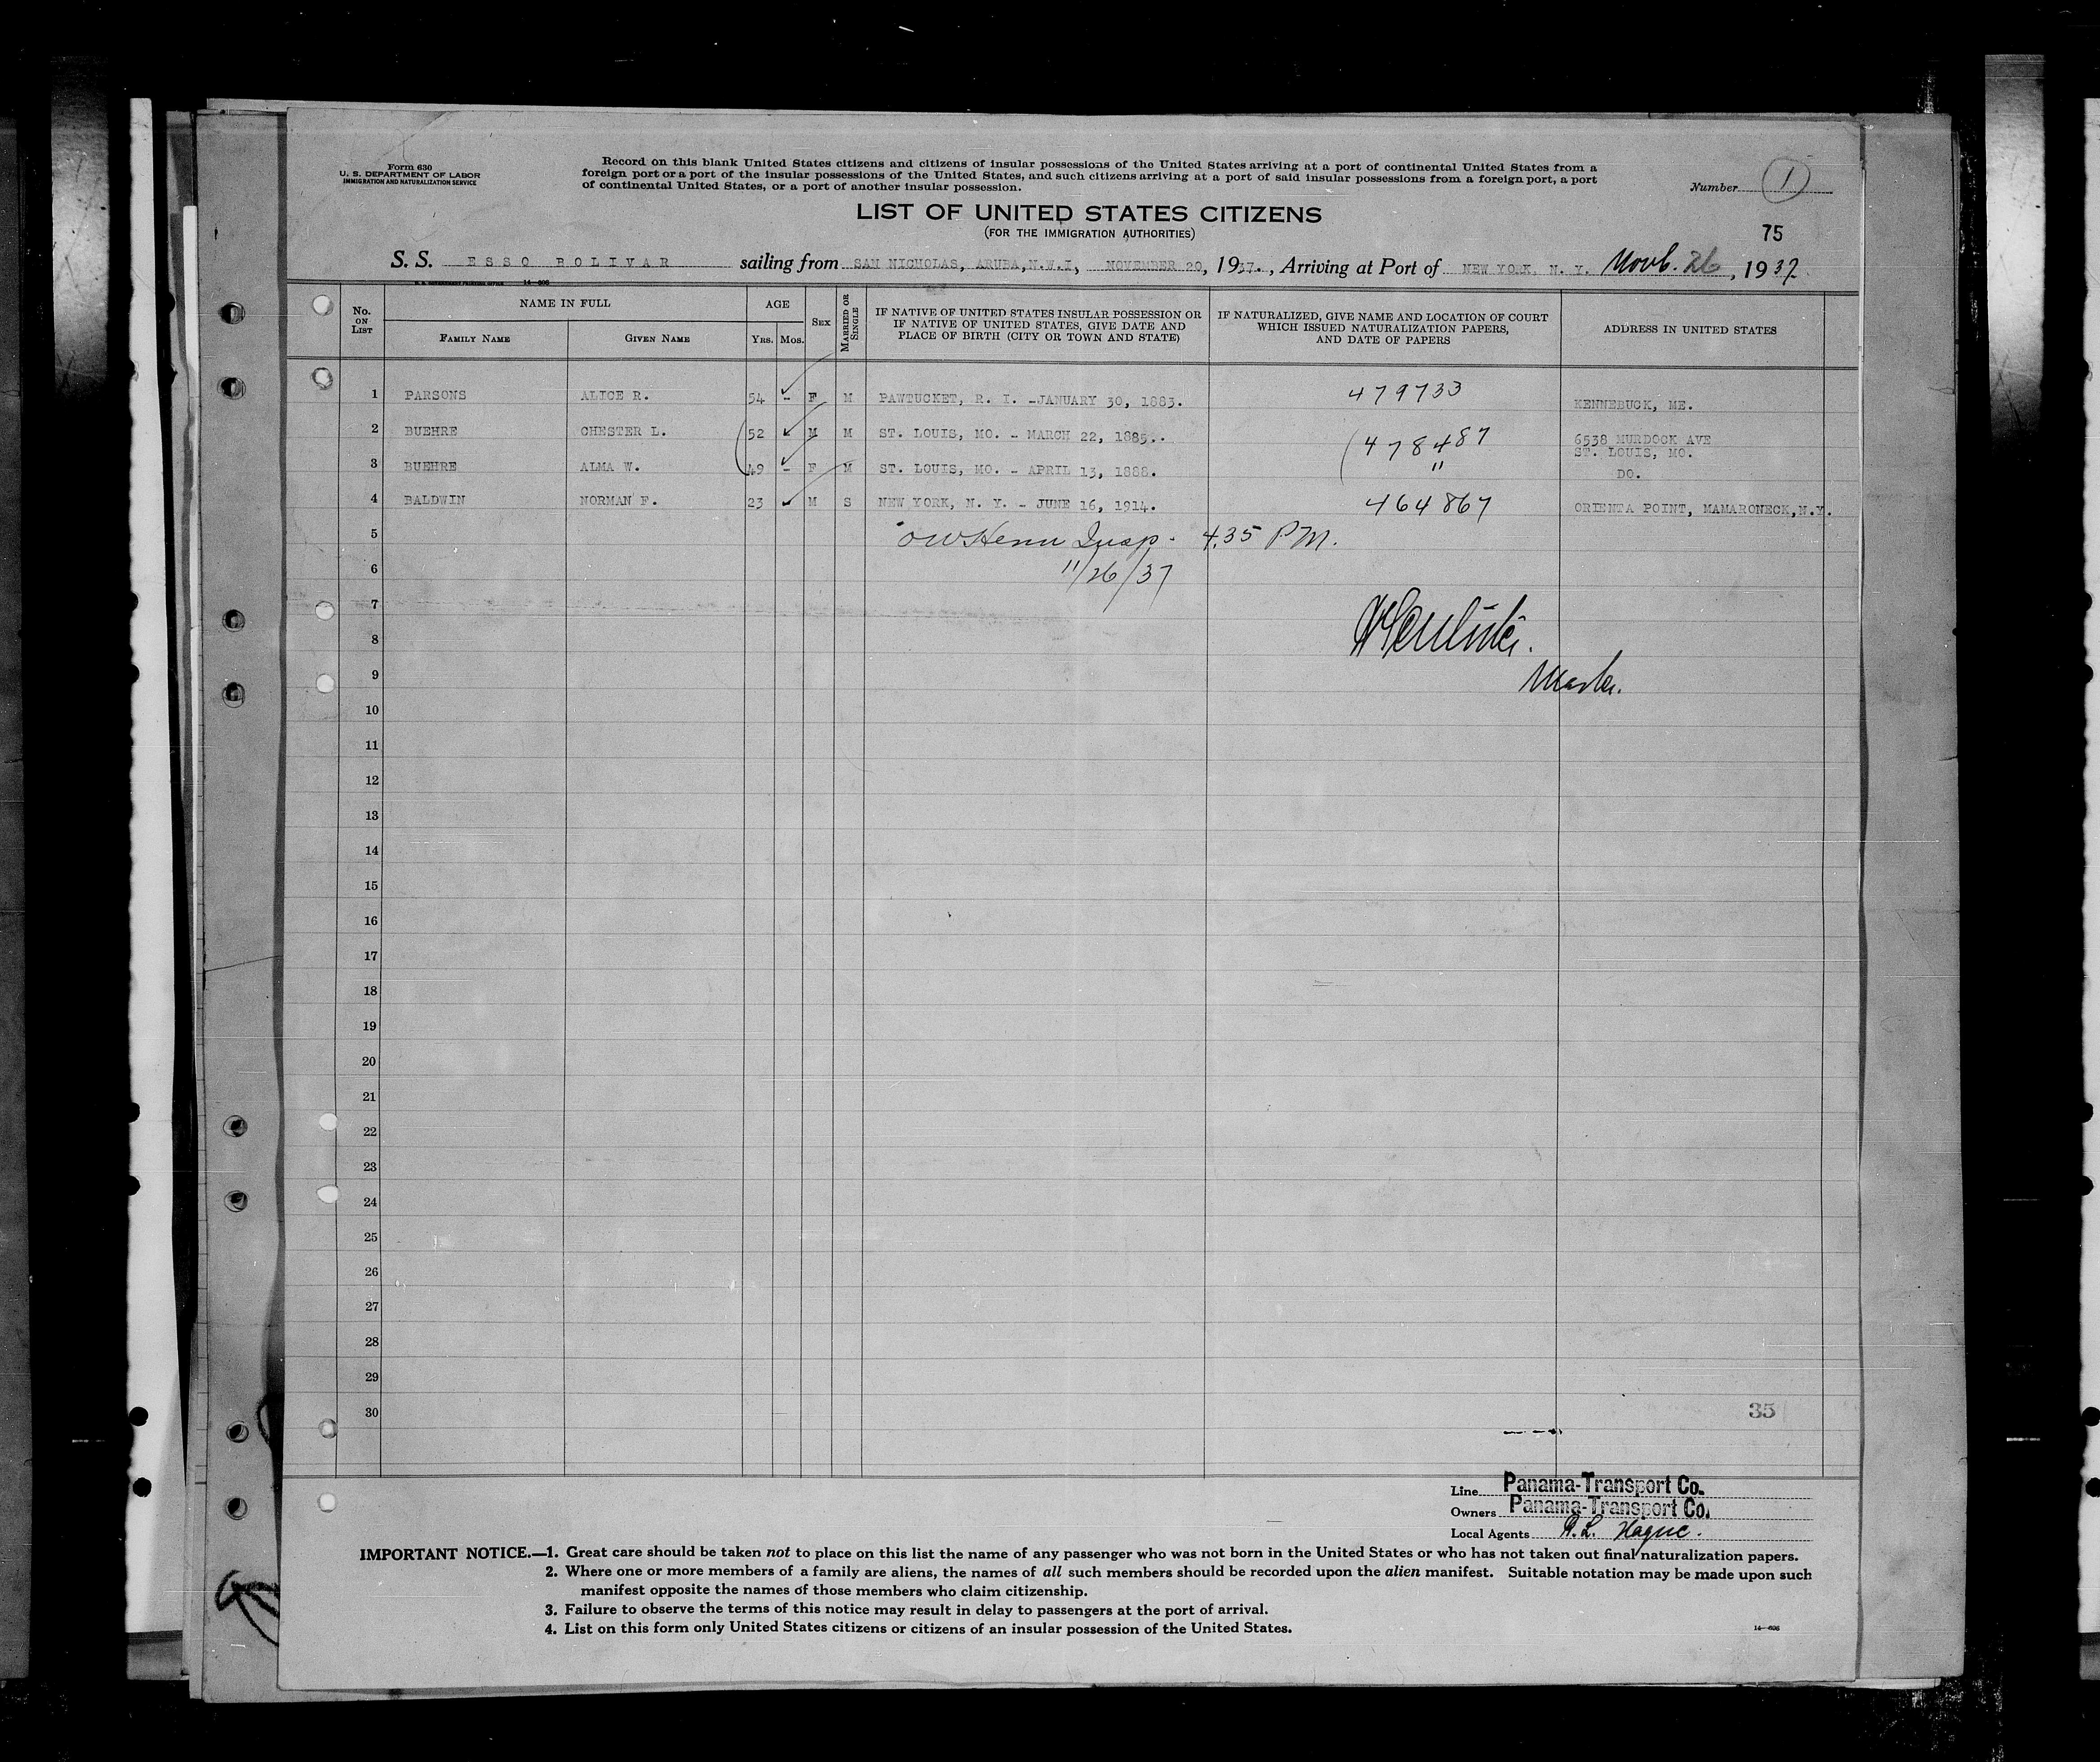 Form 630
U. S. DEPARTMENT OF LABOR
IMMIGRATION AND NATURALIZATION SERVICE
Record on this blank United States citizens and citizens of insular possessions of the United States arriving at a port of continental United States from a
foreign port or a port of the insular possessions of the United States, and such citizens arriving at a port of said insular possessions from a foreign port, a port
of continental United States, or a port of another insular possession.
Number 1
LIST OF UNITED STATES CITIZENS
(FOR THE IMMIGRATION AUTHORITIES)
75
S. S. ESSO BOLIVAR sailing from SAN NICHOLAS, ARUBA, N.W.I, NOVEMBER 20, 1937., Arriving at Port of NEW YORK, N. Y. Novb. 26, 1937.
U. S. GOVERNMENT PRINTING OFFICE 14—606
No. ON LIST
NAME IN FULL
FAMILY NAME
GIVEN NAME
AGE
YRS. MOS.
SEX
MARRIED OR SINGLE
IF NATIVE OF UNITED STATES INSULAR POSSESSION OR
IF NATIVE OF UNITED STATES, GIVE DATE AND
PLACE OF BIRTH (CITY OR TOWN AND STATE)
IF NATURALIZED, GIVE NAME AND LOCATION OF COURT
WHICH ISSUED NATURALIZATION PAPERS,
AND DATE OF PAPERS
ADDRESS IN UNITED STATES
1 PARSONS ALICE R. 54 - F M PAWTUCKET, R. I. -JANUARY 30, 1883. 479733 KENNEBUCK, ME.
2 BUEHRE CHESTER L. 52 M M ST. LOUIS, MO. - MARCH 22, 1885. 478487 6538 MURDOCK AVE
ST. LOUIS, MO.
3 BUEHRE ALMA W. 49 - F M ST. LOUIS, MO. - APRIL 13, 1888. " DO.
4 BALDWIN NORMAN F. 23 - M S NEW YORK, N. Y. - JUNE 16, 1914. 464867 ORIENTA POINT, MAMARONECK,N.Y.
5 Insp. 4.35 PM.
6 11/26/37
7
8
9 Master.
10
11
12
13
14
15
16
17
18
19
20
21
22
23
24
25
26
27
28
29
30
35
Line Panama-Transport Co.
Owners Panama-Transport Co.
Local Agents R. L. Hague.
IMPORTANT NOTICE.—1. Great care should be taken not to place on this list the name of any passenger who was not born in the United States or who has not taken out final naturalization papers.
2. Where one or more members of a family are aliens, the names of all such members should be recorded upon the alien manifest. Suitable notation may be made upon such
manifest opposite the names of those members who claim citizenship.
3. Failure to observe the terms of this notice may result in delay to passengers at the port of arrival.
4. List on this form only United States citizens or citizens of an insular possession of the United States.
14—606